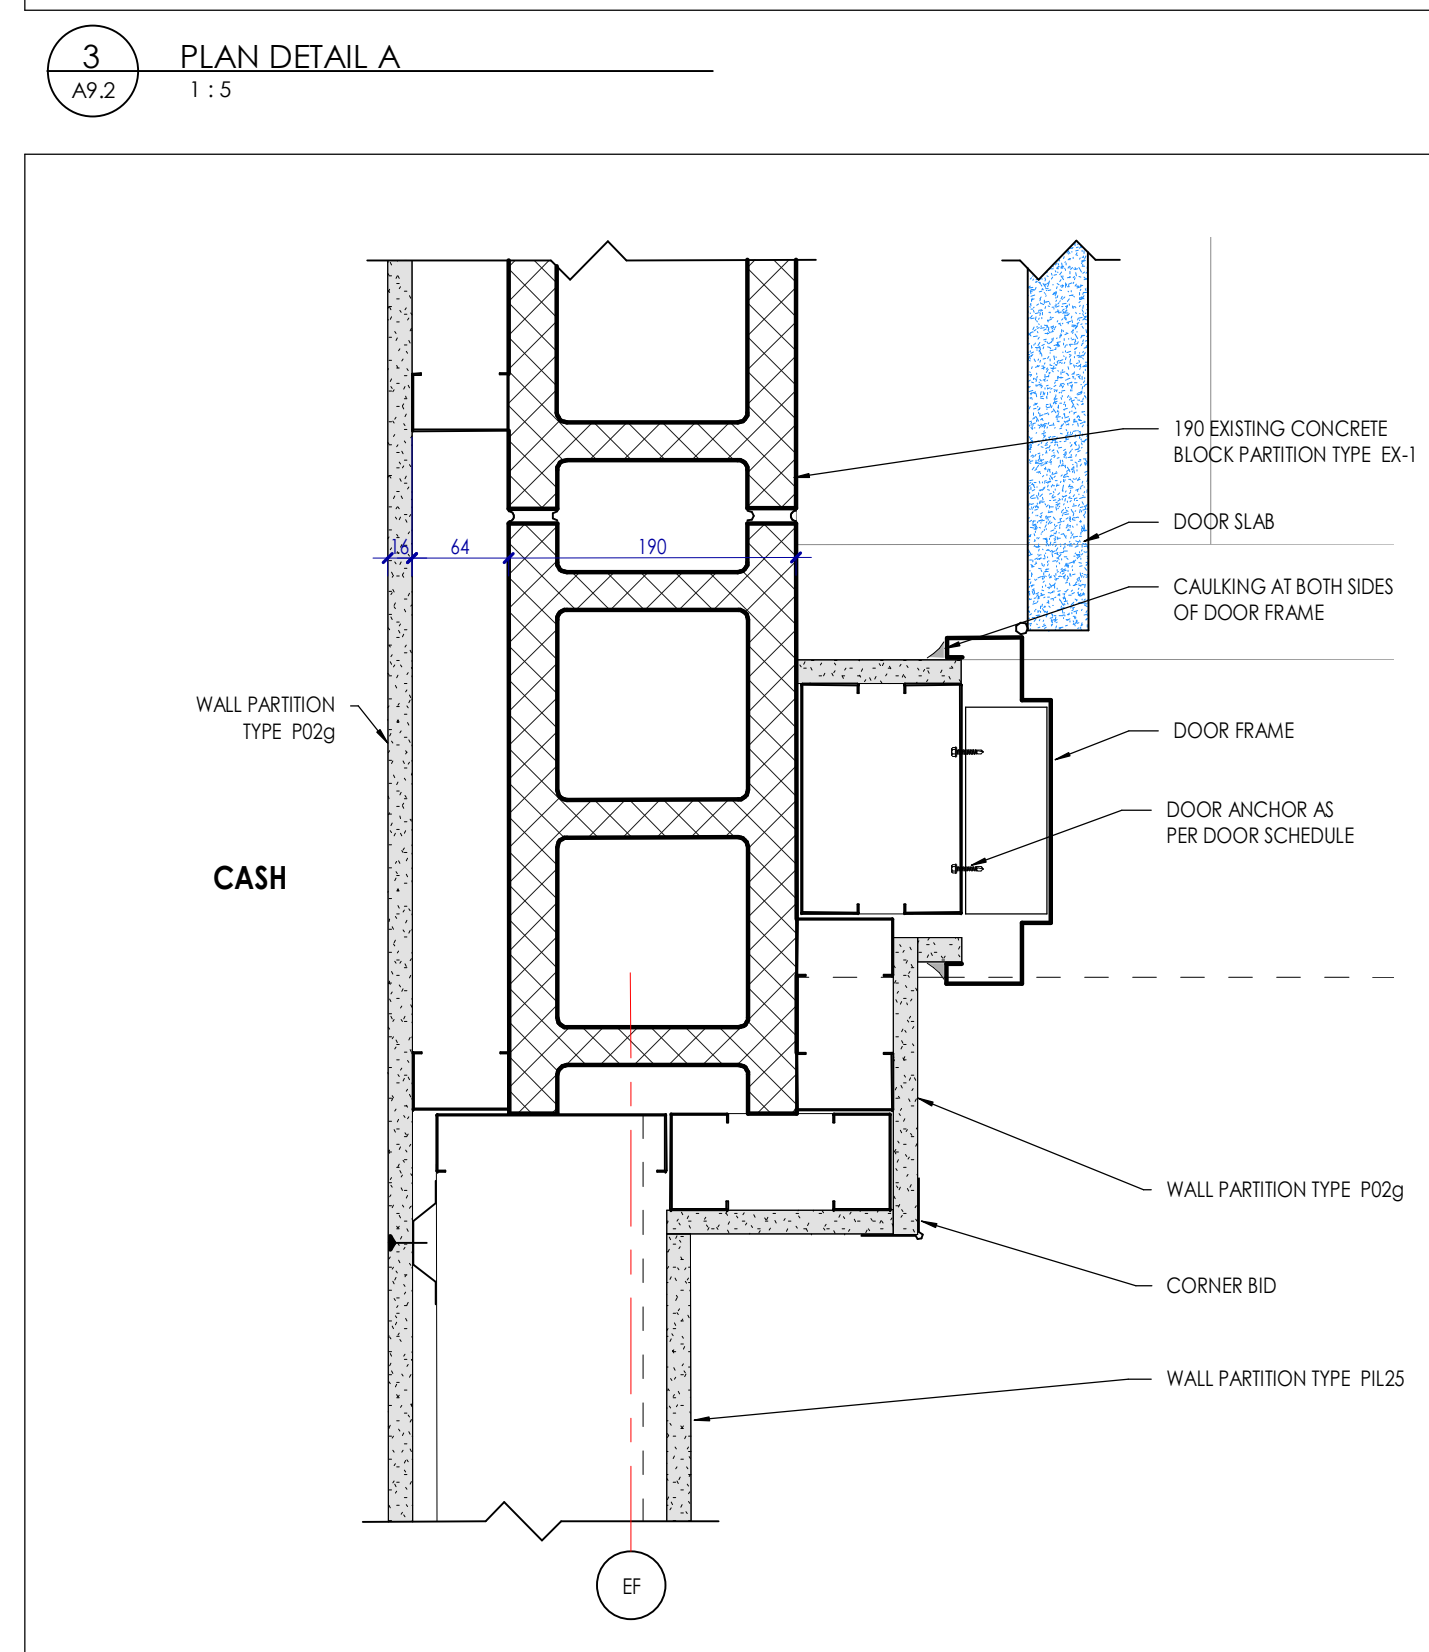 3
A9.2
PLAN DETAIL A
1 : 5
190 EXISTING CONCRETE
BLOCK PARTITION TYPE EX-1
DOOR SLAB
16
64
190
CAULKING AT BOTH SIDES
OF DOOR FRAME
WALL PARTITION
TYPE P02g
DOOR FRAME
DOOR ANCHOR AS
PER DOOR SCHEDULE
CASH
WALL PARTITION TYPE P02g
CORNER BID
WALL PARTITION TYPE PIL25
EF